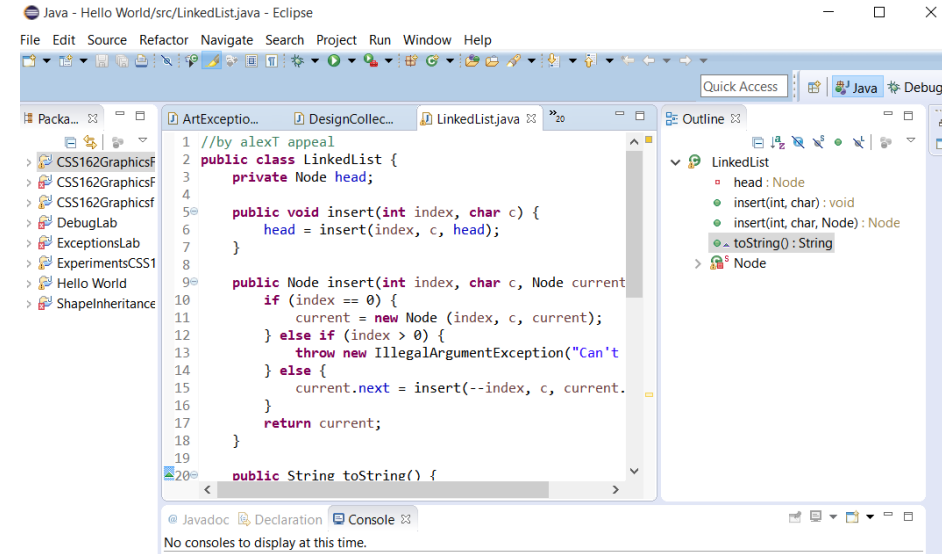 Java - Hello World/src/LinkedList.java - Eclipse
File Edit Source Refactor Navigate Search Project Run Window Help
Quick Access Java Debug
Packa...
CSS162GraphicsF
CSS162GraphicsF
CSS162Graphicsf
DebugLab
ExceptionsLab
ExperimentsCSS1
Hello World
ShapeInheritance
ArtExceptio... DesignCollec... LinkedList.java »20
1 //by alexT appeal
2 public class LinkedList {
3 private Node head;
4
5 public void insert(int index, char c) {
6 head = insert(index, c, head);
7 }
8
9 public Node insert(int index, char c, Node current
10 if (index == 0) {
11 current = new Node (index, c, current);
12 } else if (index > 0) {
13 throw new IllegalArgumentException("Can't
14 } else {
15 current.next = insert(--index, c, current.
16 }
17 return current;
18 }
19
20 public String toString() {
Outline
LinkedList
head : Node
insert(int, char) : void
insert(int, char, Node) : Node
toString() : String
Node
@ Javadoc Declaration Console
No consoles to display at this time.